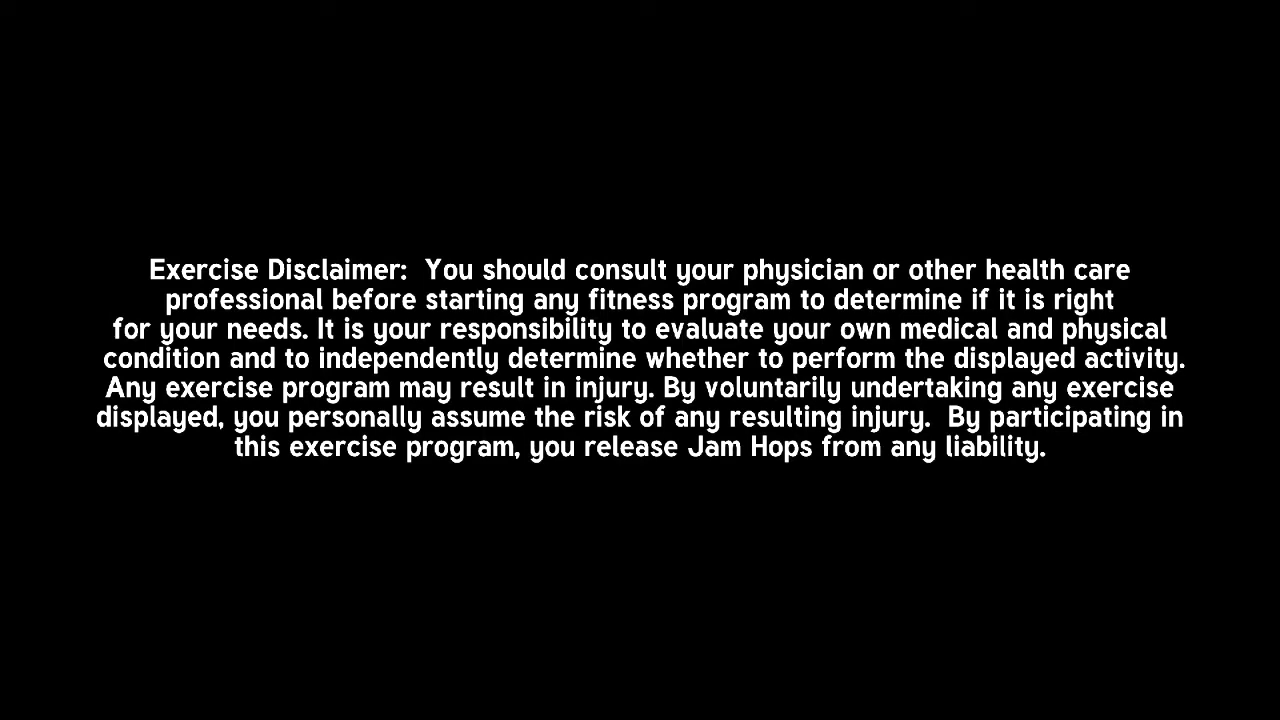 Exercise Disclaimer:  You should consult your physician or other health care
professional before starting any fitness program to determine if it is right
for your needs. It is your responsibility to evaluate your own medical and physical
condition and to independently determine whether to perform the displayed activity.
Any exercise program may result in injury. By voluntarily undertaking any exercise
displayed, you personally assume the risk of any resulting injury.  By participating in
this exercise program, you release Jam Hops from any liability.